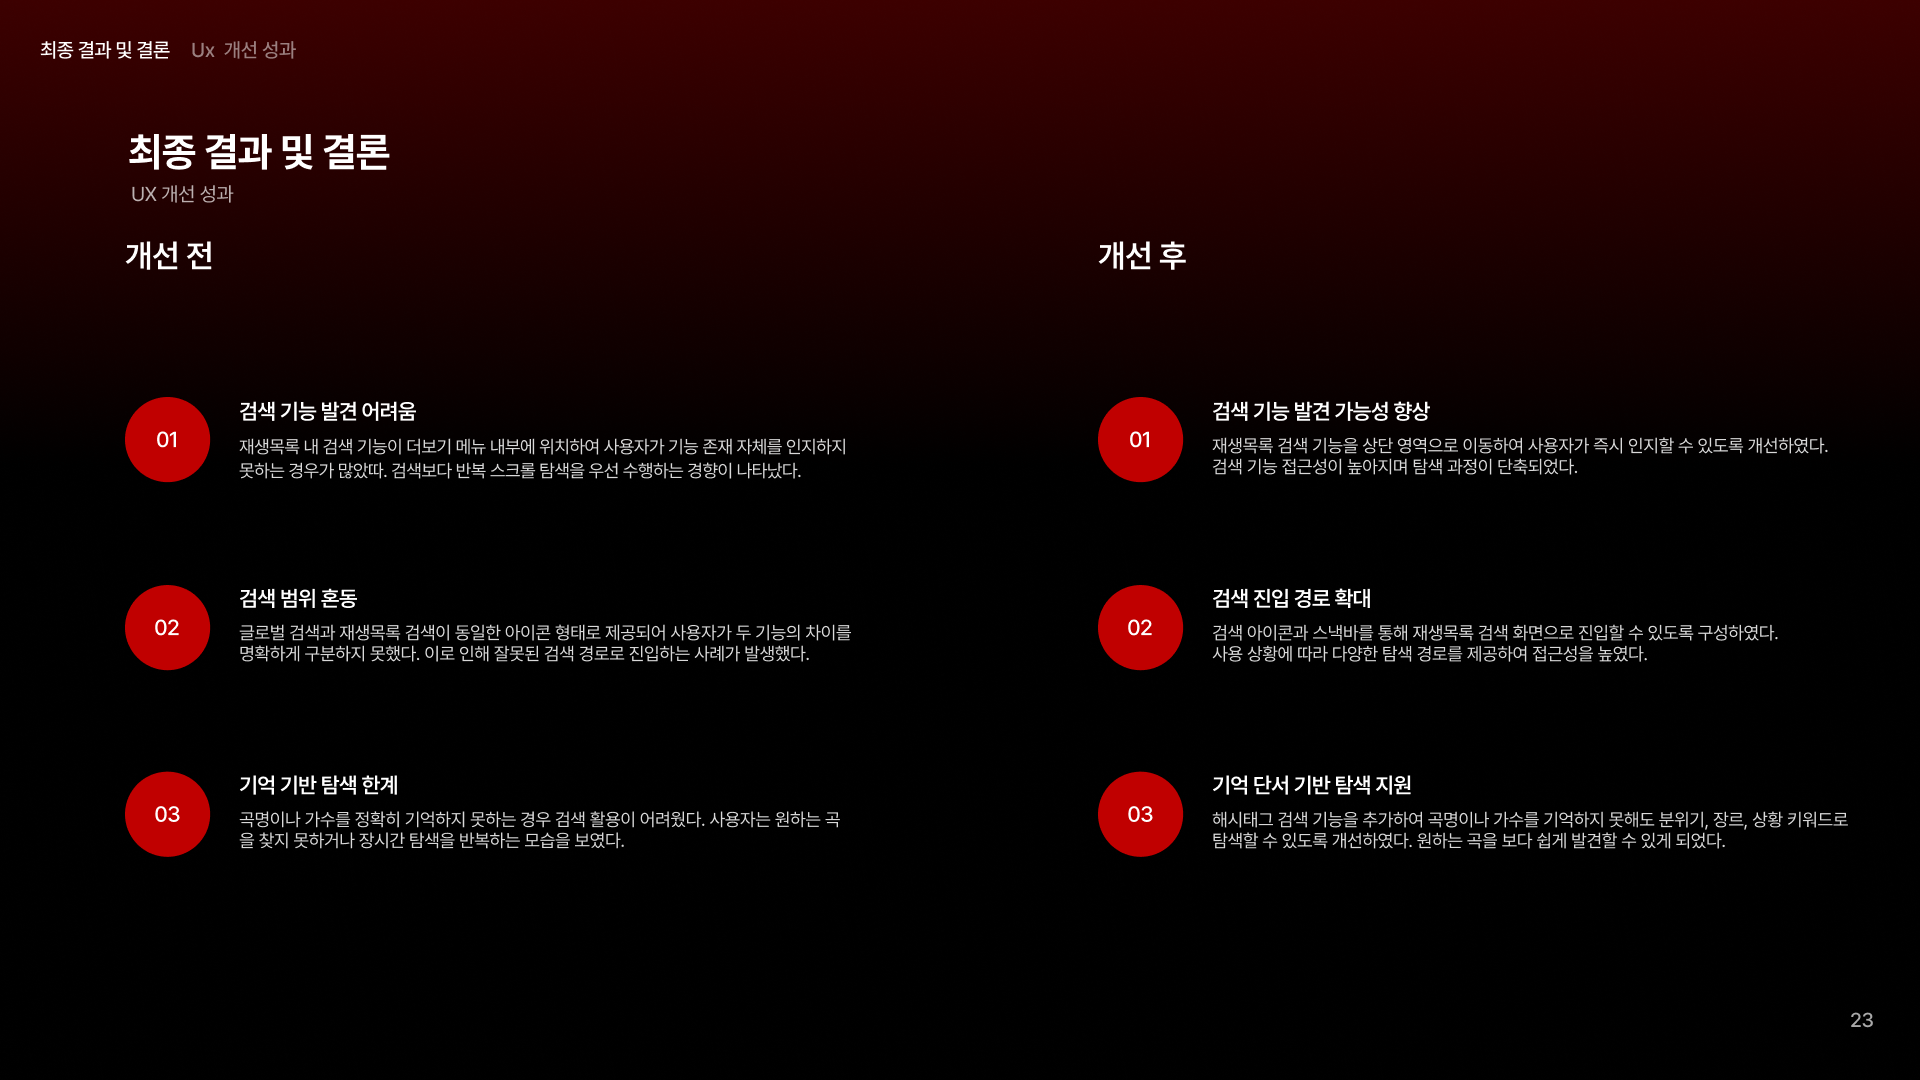 최종 결과 및 결론 Ux 개선 성과
최종 결과 및 결론
UX 개선 성과
개선 전
01
검색 기능 발견 어려움
재생목록 내 검색 기능이 더보기 메뉴 내부에 위치하여 사용자가 기능 존재 자체를 인지하지
못하는 경우가 많았따. 검색보다 반복 스크롤 탐색을 우선 수행하는 경향이 나타났다.
02
검색 범위 혼동
글로벌 검색과 재생목록 검색이 동일한 아이콘 형태로 제공되어 사용자가 두 기능의 차이를
명확하게 구분하지 못했다. 이로 인해 잘못된 검색 경로로 진입하는 사례가 발생했다.
03
기억 기반 탐색 한계
곡명이나 가수를 정확히 기억하지 못하는 경우 검색 활용이 어려웠다. 사용자는 원하는 곡
을 찾지 못하거나 장시간 탐색을 반복하는 모습을 보였다.
개선 후
01
검색 기능 발견 가능성 향상
재생목록 검색 기능을 상단 영역으로 이동하여 사용자가 즉시 인지할 수 있도록 개선하였다.
검색 기능 접근성이 높아지며 탐색 과정이 단축되었다.
02
검색 진입 경로 확대
검색 아이콘과 스낵바를 통해 재생목록 검색 화면으로 진입할 수 있도록 구성하였다.
사용 상황에 따라 다양한 탐색 경로를 제공하여 접근성을 높였다.
03
기억 단서 기반 탐색 지원
해시태그 검색 기능을 추가하여 곡명이나 가수를 기억하지 못해도 분위기, 장르, 상황 키워드로
탐색할 수 있도록 개선하였다. 원하는 곡을 보다 쉽게 발견할 수 있게 되었다.
23